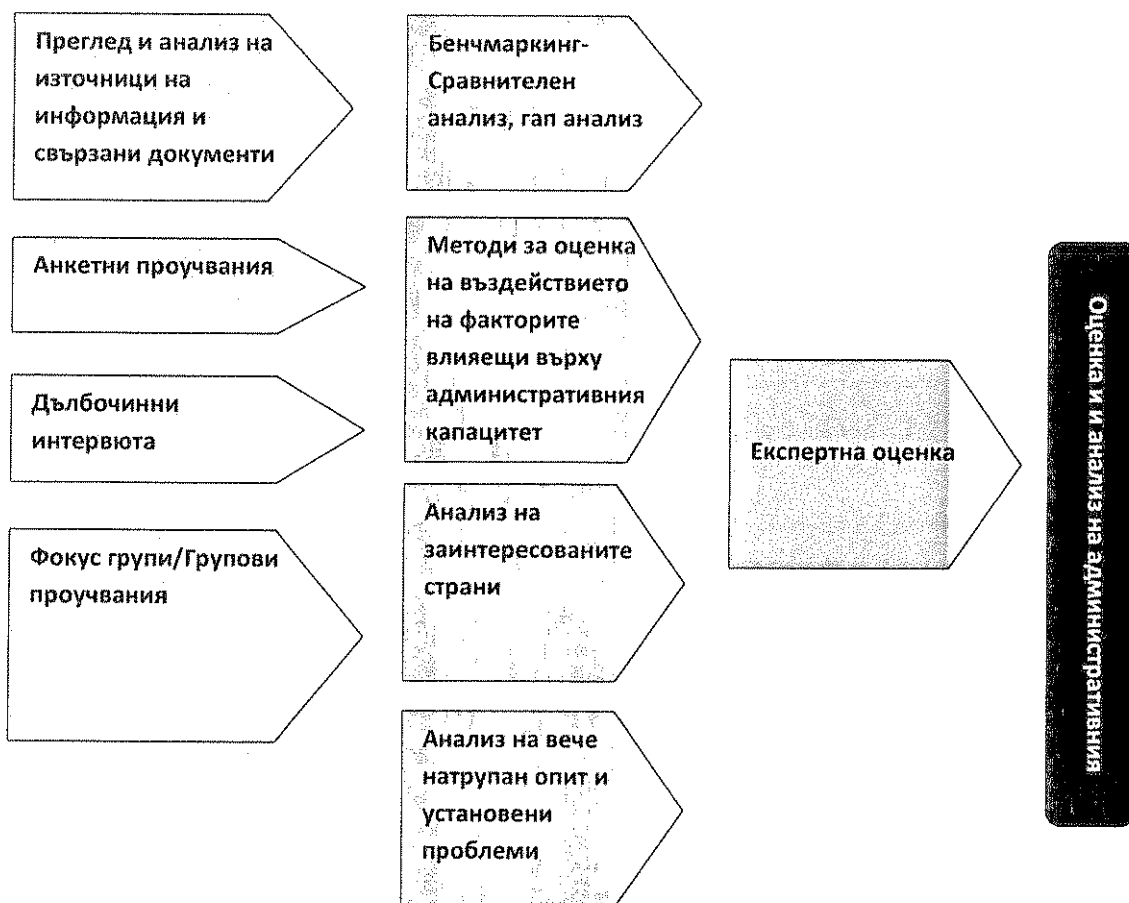 Преглед и анализ на
източници на
информация и
свързани документи
Анкетни проучвания
Дълбочинни
интервюта
Фокус групи/Групови
проучвания
Бенчмаркинг-
Сравнителен
анализ, гап анализ
Методи за оценка
на въздействието
на факторите
влияещи върху
административния
капацитет
Анализ на
заинтересованите
страни
Анализ на вече
натрупан опит и
установени
проблеми
Експертна оценка
Оценка и и анализ на административния